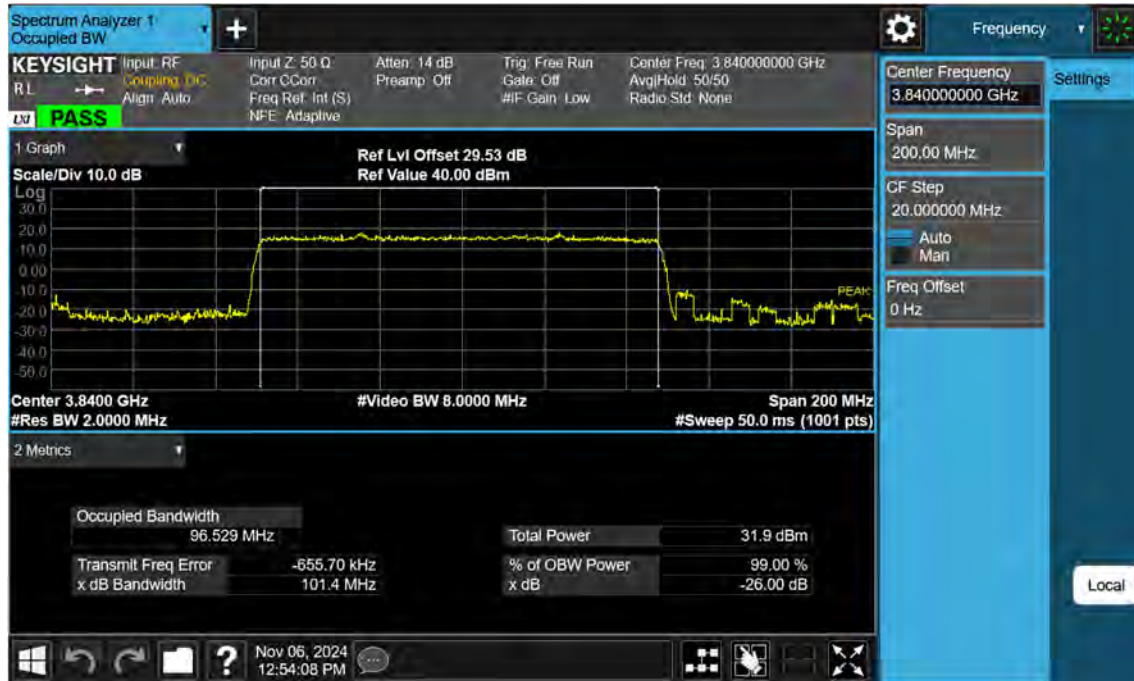 Spectrum Analyzer 1
Occupied BW
+
Frequency
KEYSIGHT
RL
LXI PASS
Input: RF
Coupling: DC
Align: Auto
Input Z: 50 Ω
Corr CCorr
Freq Ref: Int (S)
NFE: Adaptive
Atten: 14 dB
Preamp: Off
Trig: Free Run
Gate: Off
#IF Gain: Low
Center Freq: 3.840000000 GHz
Avg|Hold: 50/50
Radio Std: None
1 Graph
Scale/Div 10.0 dB
Ref Lvl Offset 29.53 dB
Ref Value 40.00 dBm
Log
30.0
20.0
10.0
0.00
-10.0
-20.0
-30.0
-40.0
-50.0
PEAK
Center 3.8400 GHz
#Video BW 8.0000 MHz
Span 200 MHz
#Res BW 2.0000 MHz
#Sweep 50.0 ms (1001 pts)
2 Metrics
Occupied Bandwidth
96.529 MHz
Total Power 31.9 dBm
Transmit Freq Error -655.70 kHz
% of OBW Power 99.00 %
x dB Bandwidth 101.4 MHz
x dB -26.00 dB
Center Frequency
3.840000000 GHz
Settings
Span
200.00 MHz
CF Step
20.000000 MHz
Auto
Man
Freq Offset
0 Hz
Local
?
Nov 06, 2024
12:54:08 PM